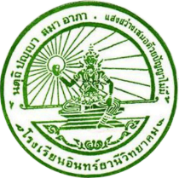 นตฺถิ ปญฺญา สมา อาภา . แสงสว่างเสมอด้วยปัญญาไม่มี
โรงเรียนอินทร์ธานีวิทยาคม